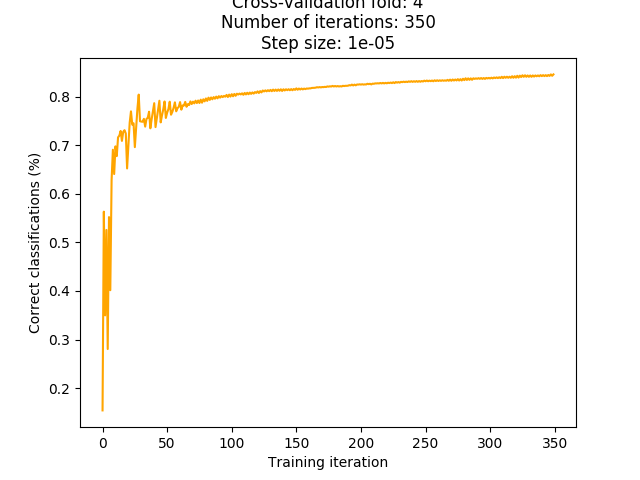 Cross-validation fold: 4
Number of iterations: 350
Step size: 1e-05
0.8
0.7
0.6
0.5
0.4
0.3
0.2
Correct classifications (%)
0 50 100 150 200 250 300 350
Training iteration